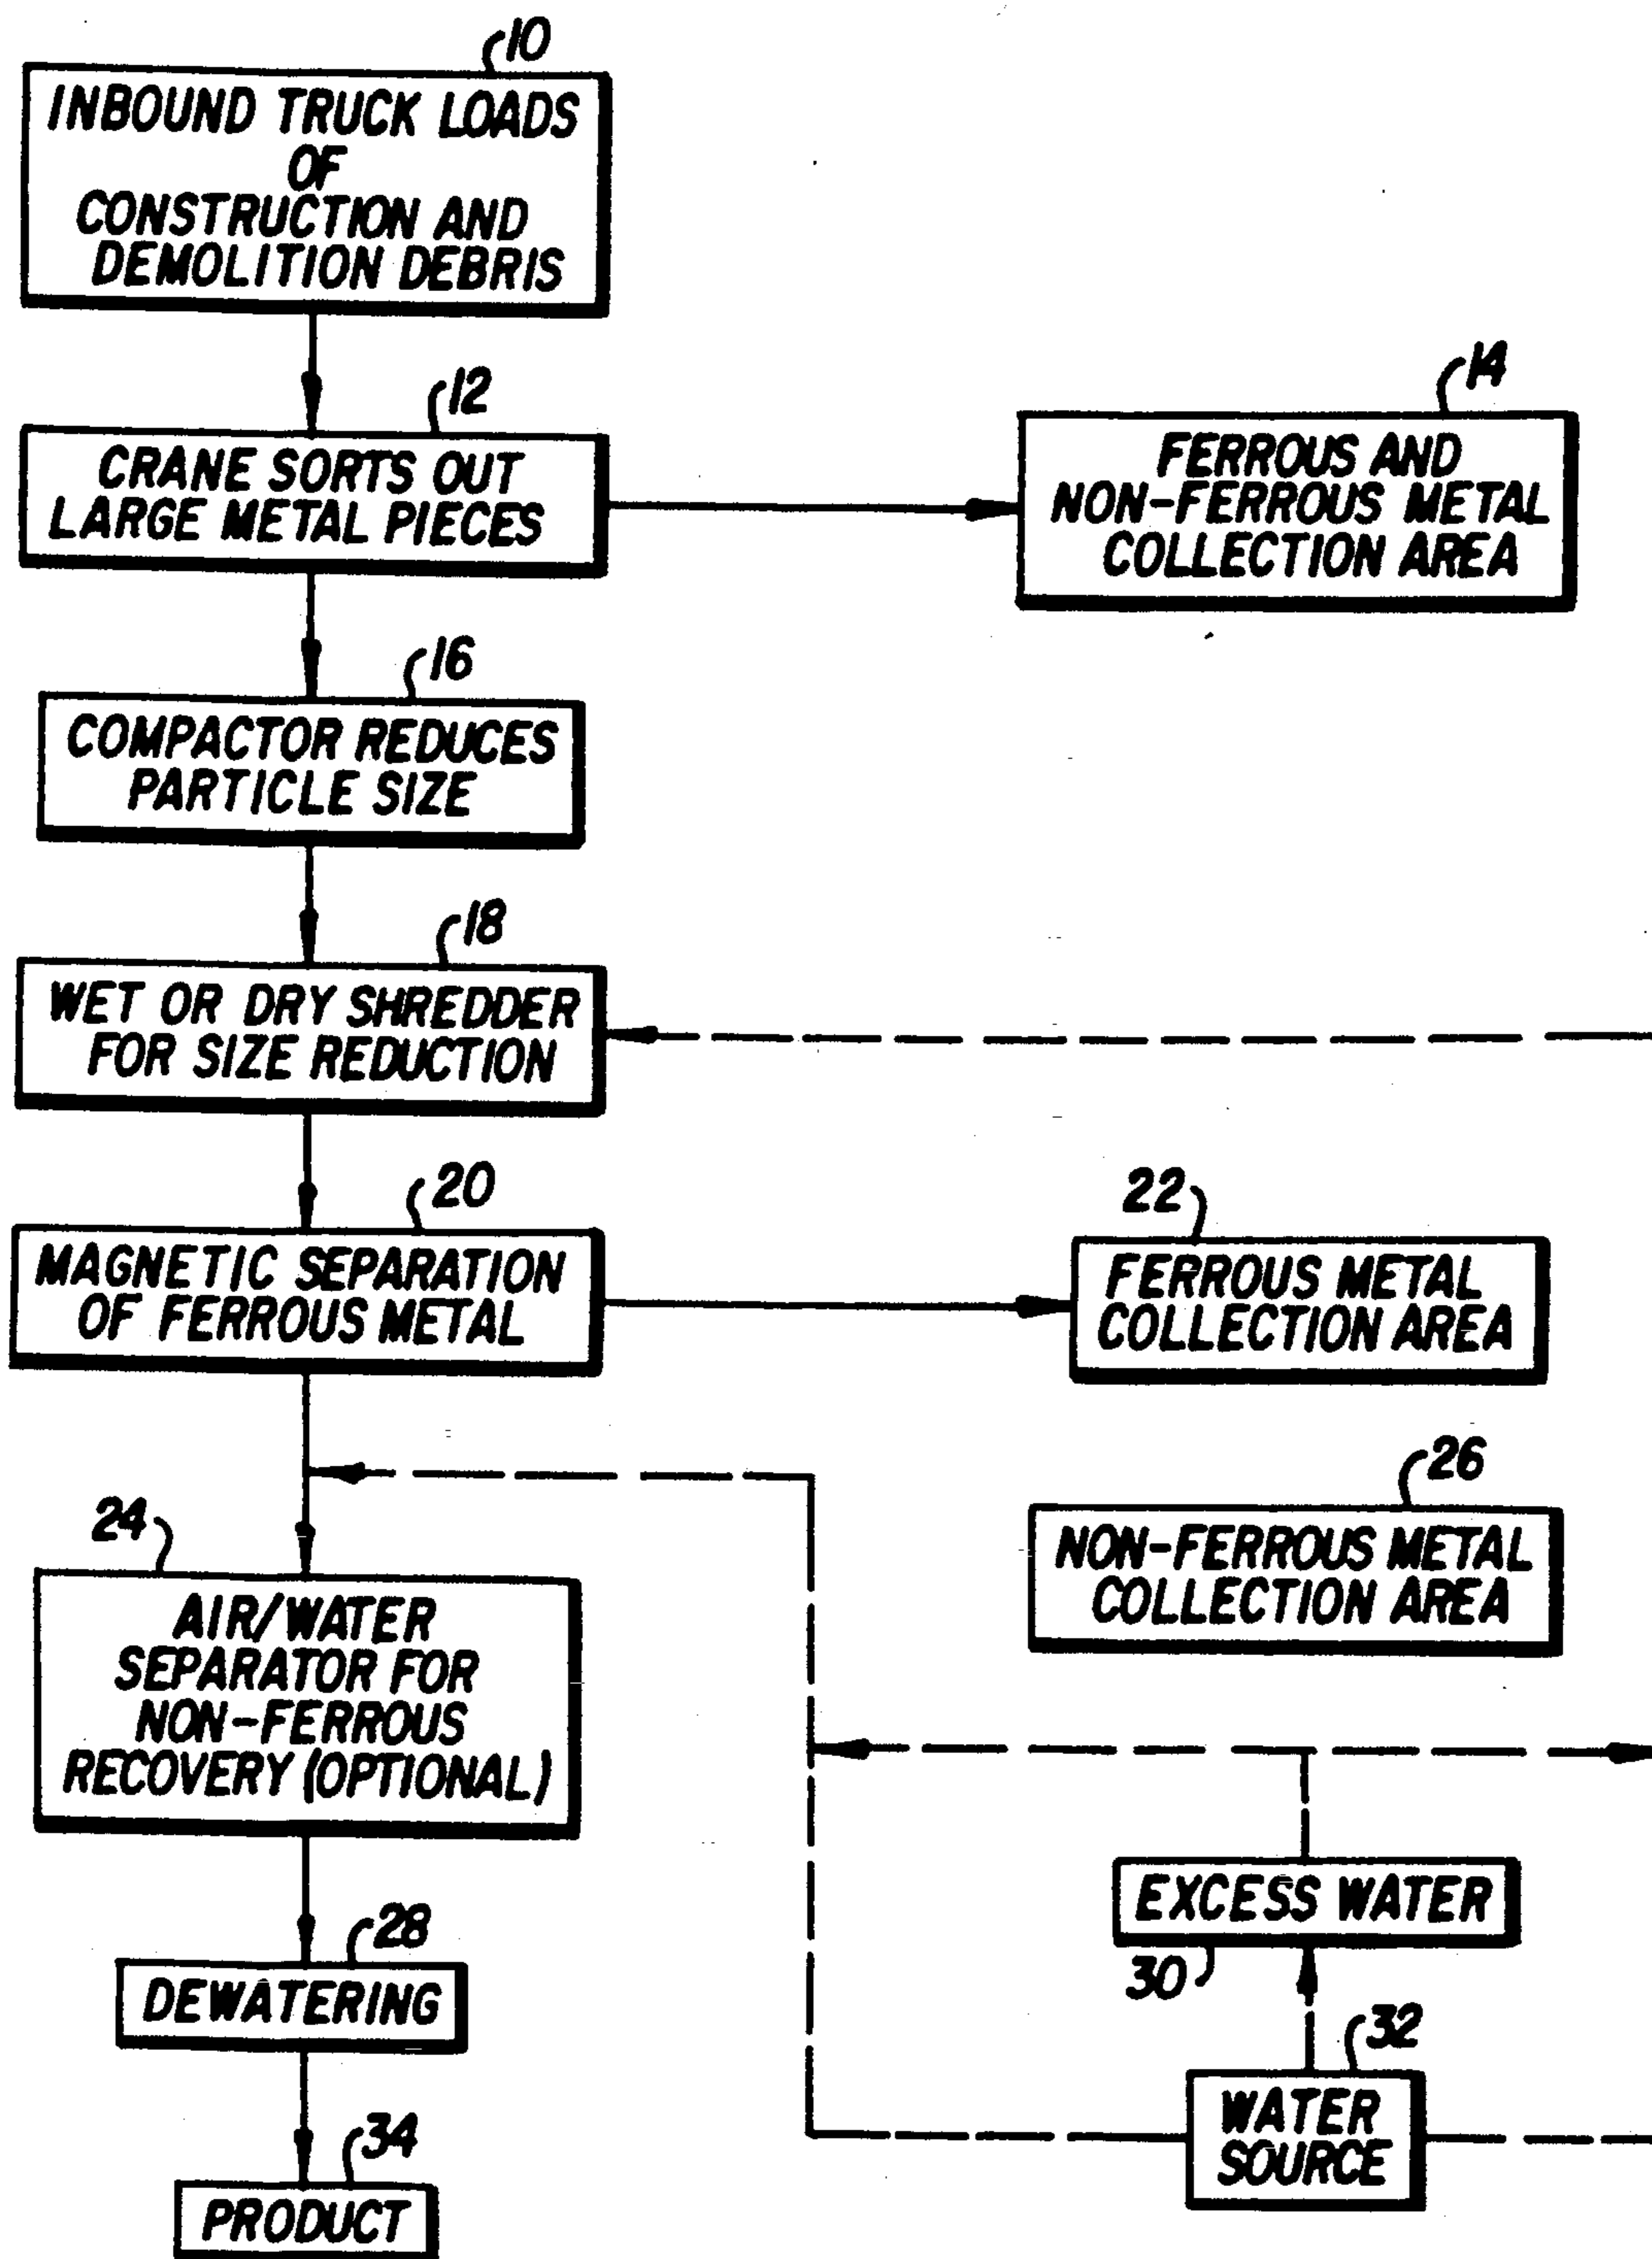 10
INBOUND TRUCK LOADS
OF
CONSTRUCTION AND
DEMOLITION DEBRIS
12
CRANE SORTS OUT
LARGE METAL PIECES
14
FERROUS AND
NON-FERROUS METAL
COLLECTION AREA
16
COMPACTOR REDUCES
PARTICLE SIZE
18
WET OR DRY SHREDDER
FOR SIZE REDUCTION
20
MAGNETIC SEPARATION
OF FERROUS METAL
22
FERROUS METAL
COLLECTION AREA
24
AIR/WATER
SEPARATOR FOR
NON-FERROUS
RECOVERY (OPTIONAL)
26
NON-FERROUS METAL
COLLECTION AREA
28
DEWATERING
EXCESS WATER
30
32
WATER
SOURCE
34
PRODUCT